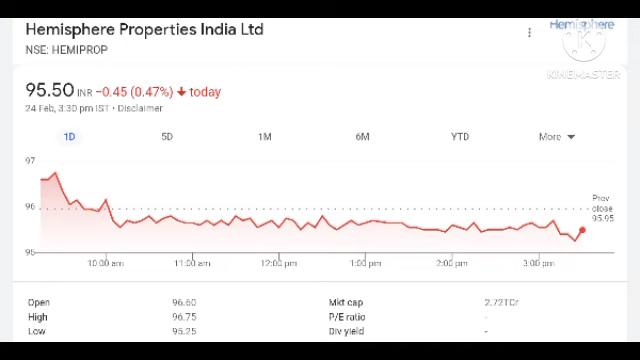 Hemisphere Properties India Ltd
Hemisphere
NSE: HEMIPROP
KINEMASTER
95.50 INR −0.45 (0.47%) today
24 Feb, 3:30 pm IST • Disclaimer
1D 5D 1M 6M YTD More
97
96
95
Prev
close
95.95
10:00 am 11:00 am 12:00 pm 1:00 pm 2:00 pm 3:00 pm
Open 96.60 Mkt cap 2.72TCr
High 96.75 P/E ratio -
Low 95.25 Div yield -